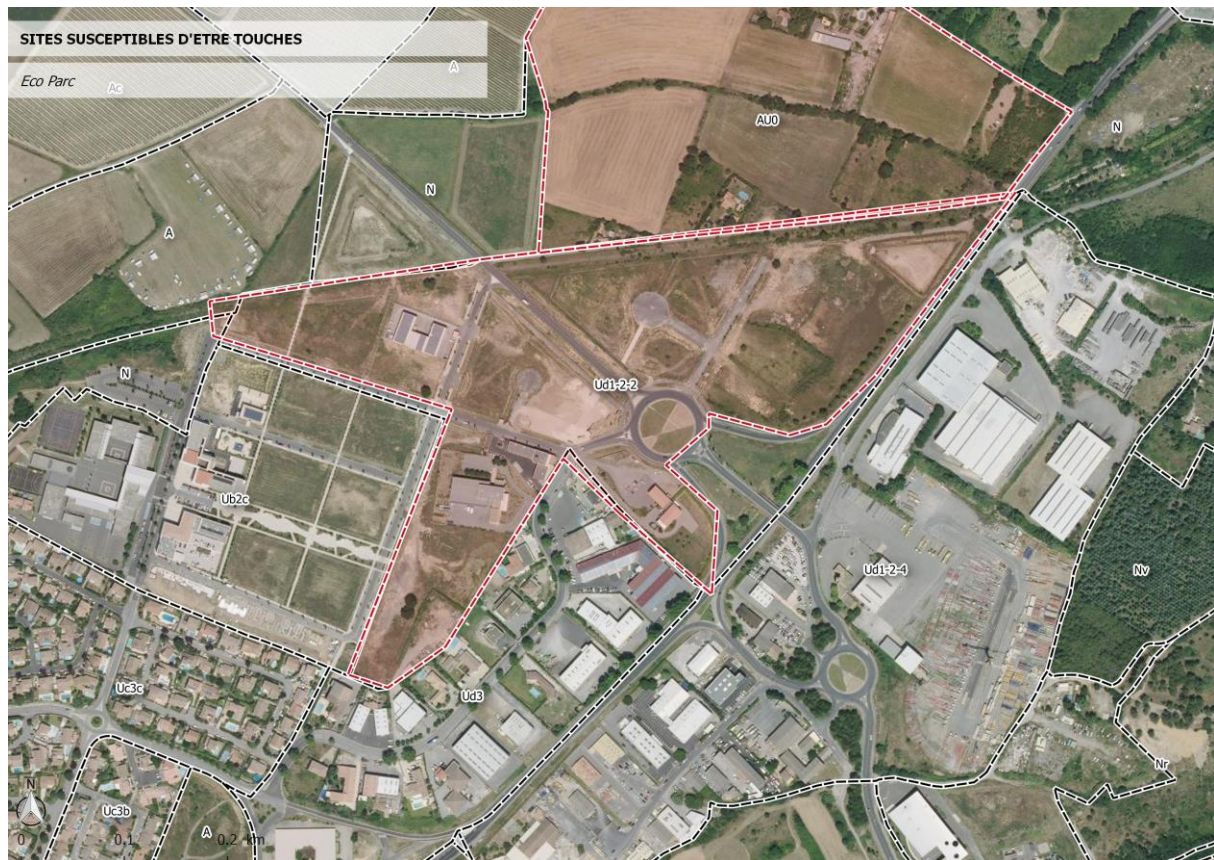 SITES SUSCEPTIBLES D'ETRE TOUCHES
Eco Parc
Ac
A
AU0
N
N
A
Ud1-2-2
N
Ub2c
Ud1-2-4
Nv
Uc3c
Ud3
Nr
Uc3b
A
N
0 0.1 0.2 km